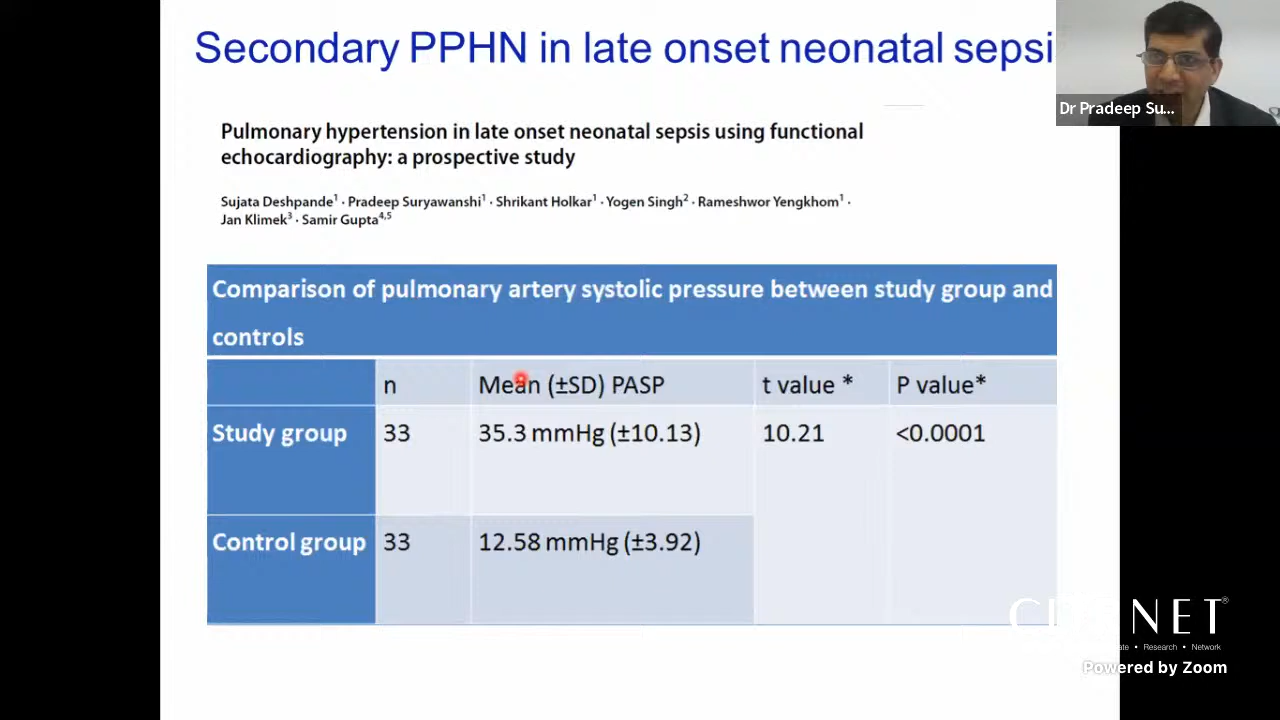 Secondary PPHN in late onset neonatal sepsi
Dr Pradeep Su...
Pulmonary hypertension in late onset neonatal sepsis using functional
echocardiography: a prospective study
Sujata Deshpande1 · Pradeep Suryawanshi1 · Shrikant Holkar1 · Yogen Singh2 · Rameshwor Yengkhom1 ·
Jan Klimek3 · Samir Gupta4,5
Comparison of pulmonary artery systolic pressure between study group and
controls
n Mean (±SD) PASP t value * P value*
Study group 33 35.3 mmHg (±10.13) 10.21 <0.0001
Control group 33 12.58 mmHg (±3.92)
NET®
• Research • Network
Powered by Zoom